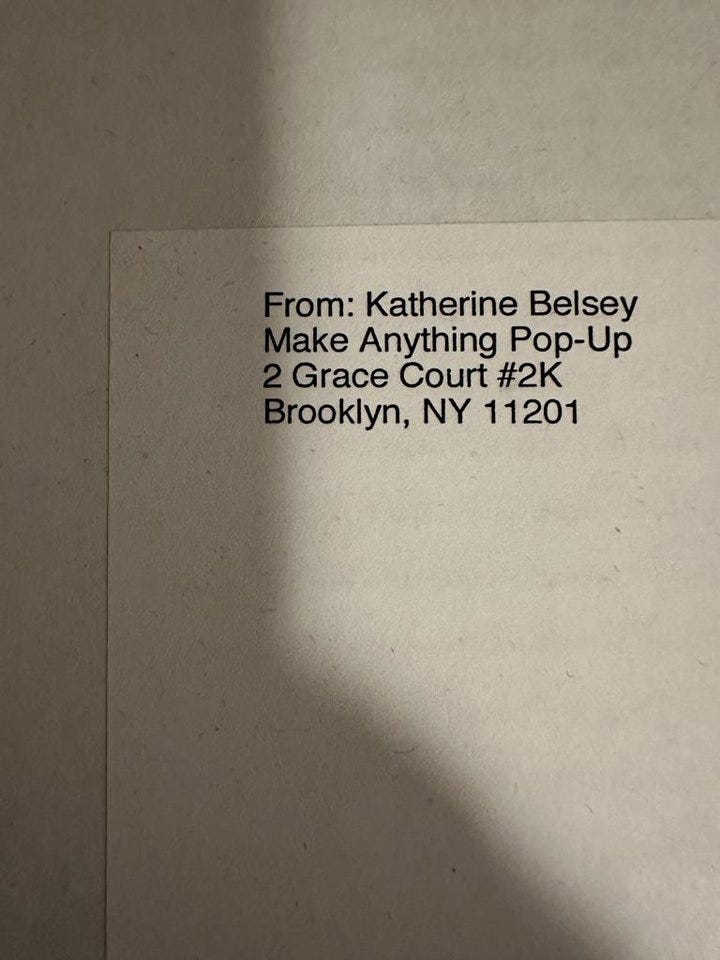 From: Katherine Belsey
Make Anything Pop-Up
2 Grace Court #2K
Brooklyn, NY 11201